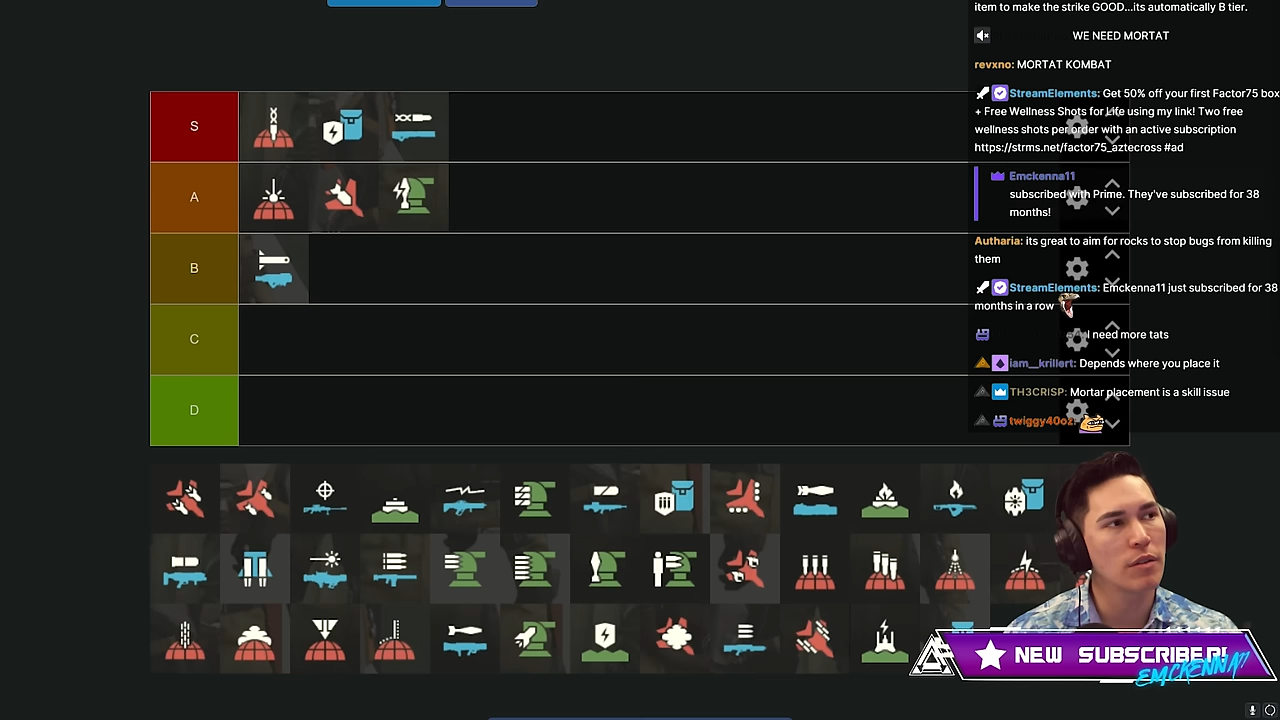 item to make the strike GOOD...its automatically B tier.
WE NEED MORTAT
revxno: MORTAT KOMBAT
StreamElements: Get 50% off your first Factor75 box
+ Free Wellness Shots for Life using my link! Two free
wellness shots per order with an active subscription
https://strms.net/factor75_aztecross #ad
Emckenna11
subscribed with Prime. They've subscribed for 38
months!
Autharia: its great to aim for rocks to stop bugs from killing
them
StreamElements: Emckenna11 just subscribed for 38
months in a row
I need more tats
iam__krillert: Depends where you place it
TH3CRISP: Mortar placement is a skill issue
twiggy40oz:
S
A
B
C
D
NEW SUBSCRIBER!
EMCKENNA11